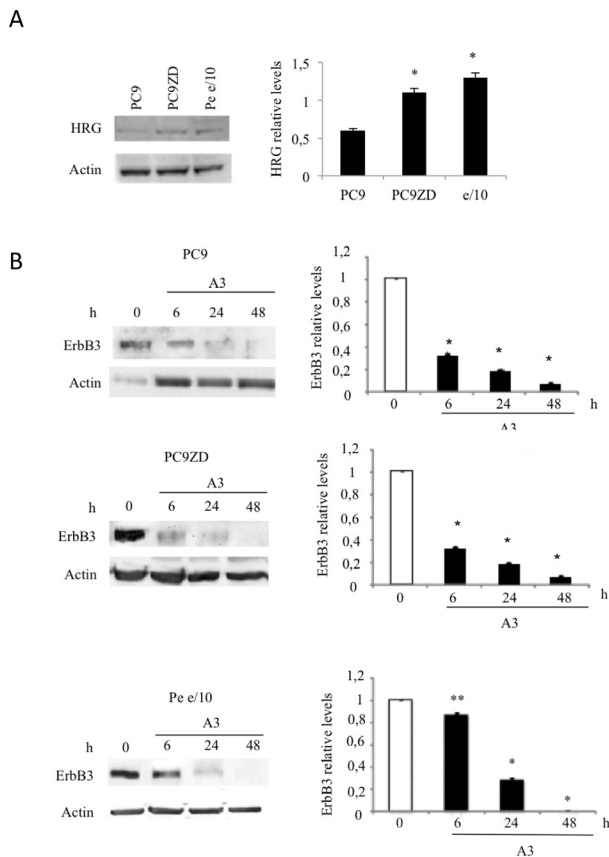 A
PC9
PC9ZD
Pe e/10
HRG
Actin
HRG relative levels
1,5
1
0,5
0
*
*
PC9
PC9ZD
e/10
B
PC9
A3
h
0
6
24
48
ErbB3
Actin
ErbB3 relative levels
1,2
1
0,8
0,6
0,4
0,2
0
*
*
*
*
0
6
24
48
h
A3
PC9ZD
A3
h
0
6
24
48
ErbB3
Actin
ErbB3 relative levels
1,2
1
0,8
0,6
0,4
0,2
0
*
*
*
0
6
24
48
h
A3
Pe e/10
A3
h
0
6
24
48
ErbB3
Actin
ErbB3 relative levels
1,2
1
0,8
0,6
0,4
0,2
0
**
*
*
0
6
24
48
h
A3